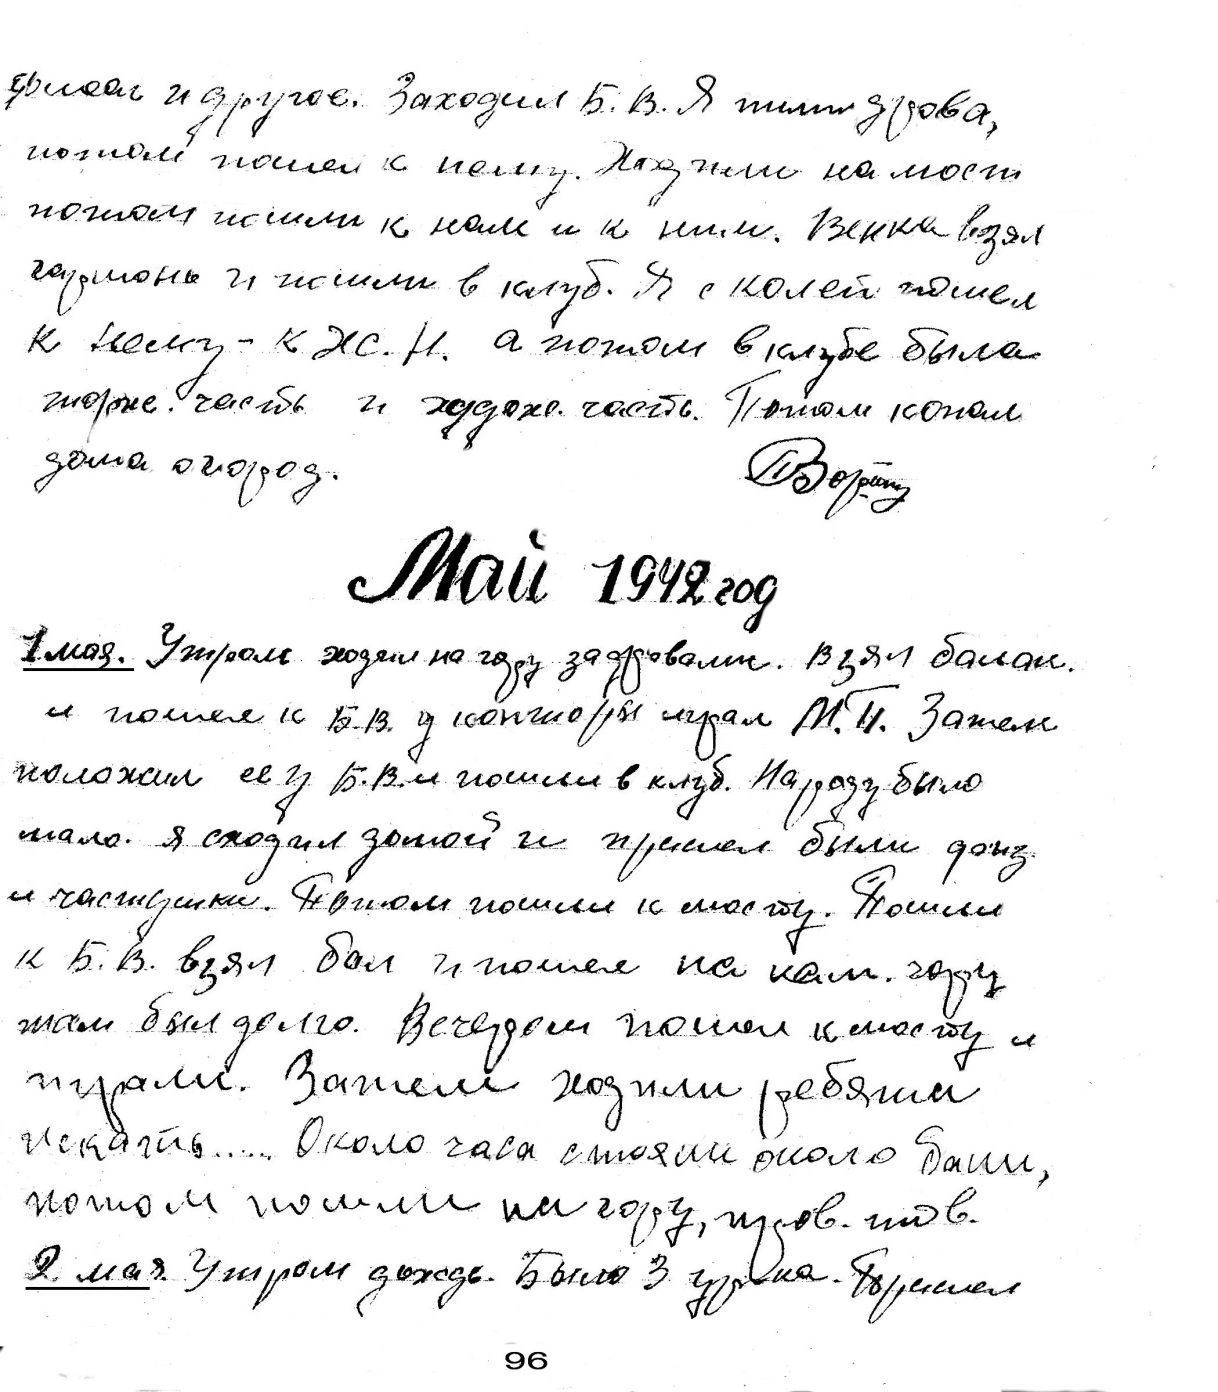 и другое. Заходил Б. В. Я пилил дрова,
потом пошел к нему. Ходили на мост
потом пошли к нам и к ним. Венка взял
гармонь и пошли в клуб. Я с Колей пошел
к нему - к Ж. Н. а потом в клубе была
торже. часть и худож. часть. Потом копал
дома огород.
Май 1942 год
1 мая. Утром ходил на гору за дровами. Взял балан.
и пошел к Б.В. у конторы играл М.П. Затем
положил ее у Б.В. и пошли в клуб. Народу было
мало. Я сходил домой и пришел были
и частушки. Потом пошли к мосту. Пошли
к Б. В. взял бал и пошел на кам. гору
там был долго. Вечером пошел к мосту и
играли. Затем ходили ребята
искать..... Около часа стояли около бани,
потом пошли на гору, пров.
2 мая Утром дождь. Было 3 урока. Пришел
96